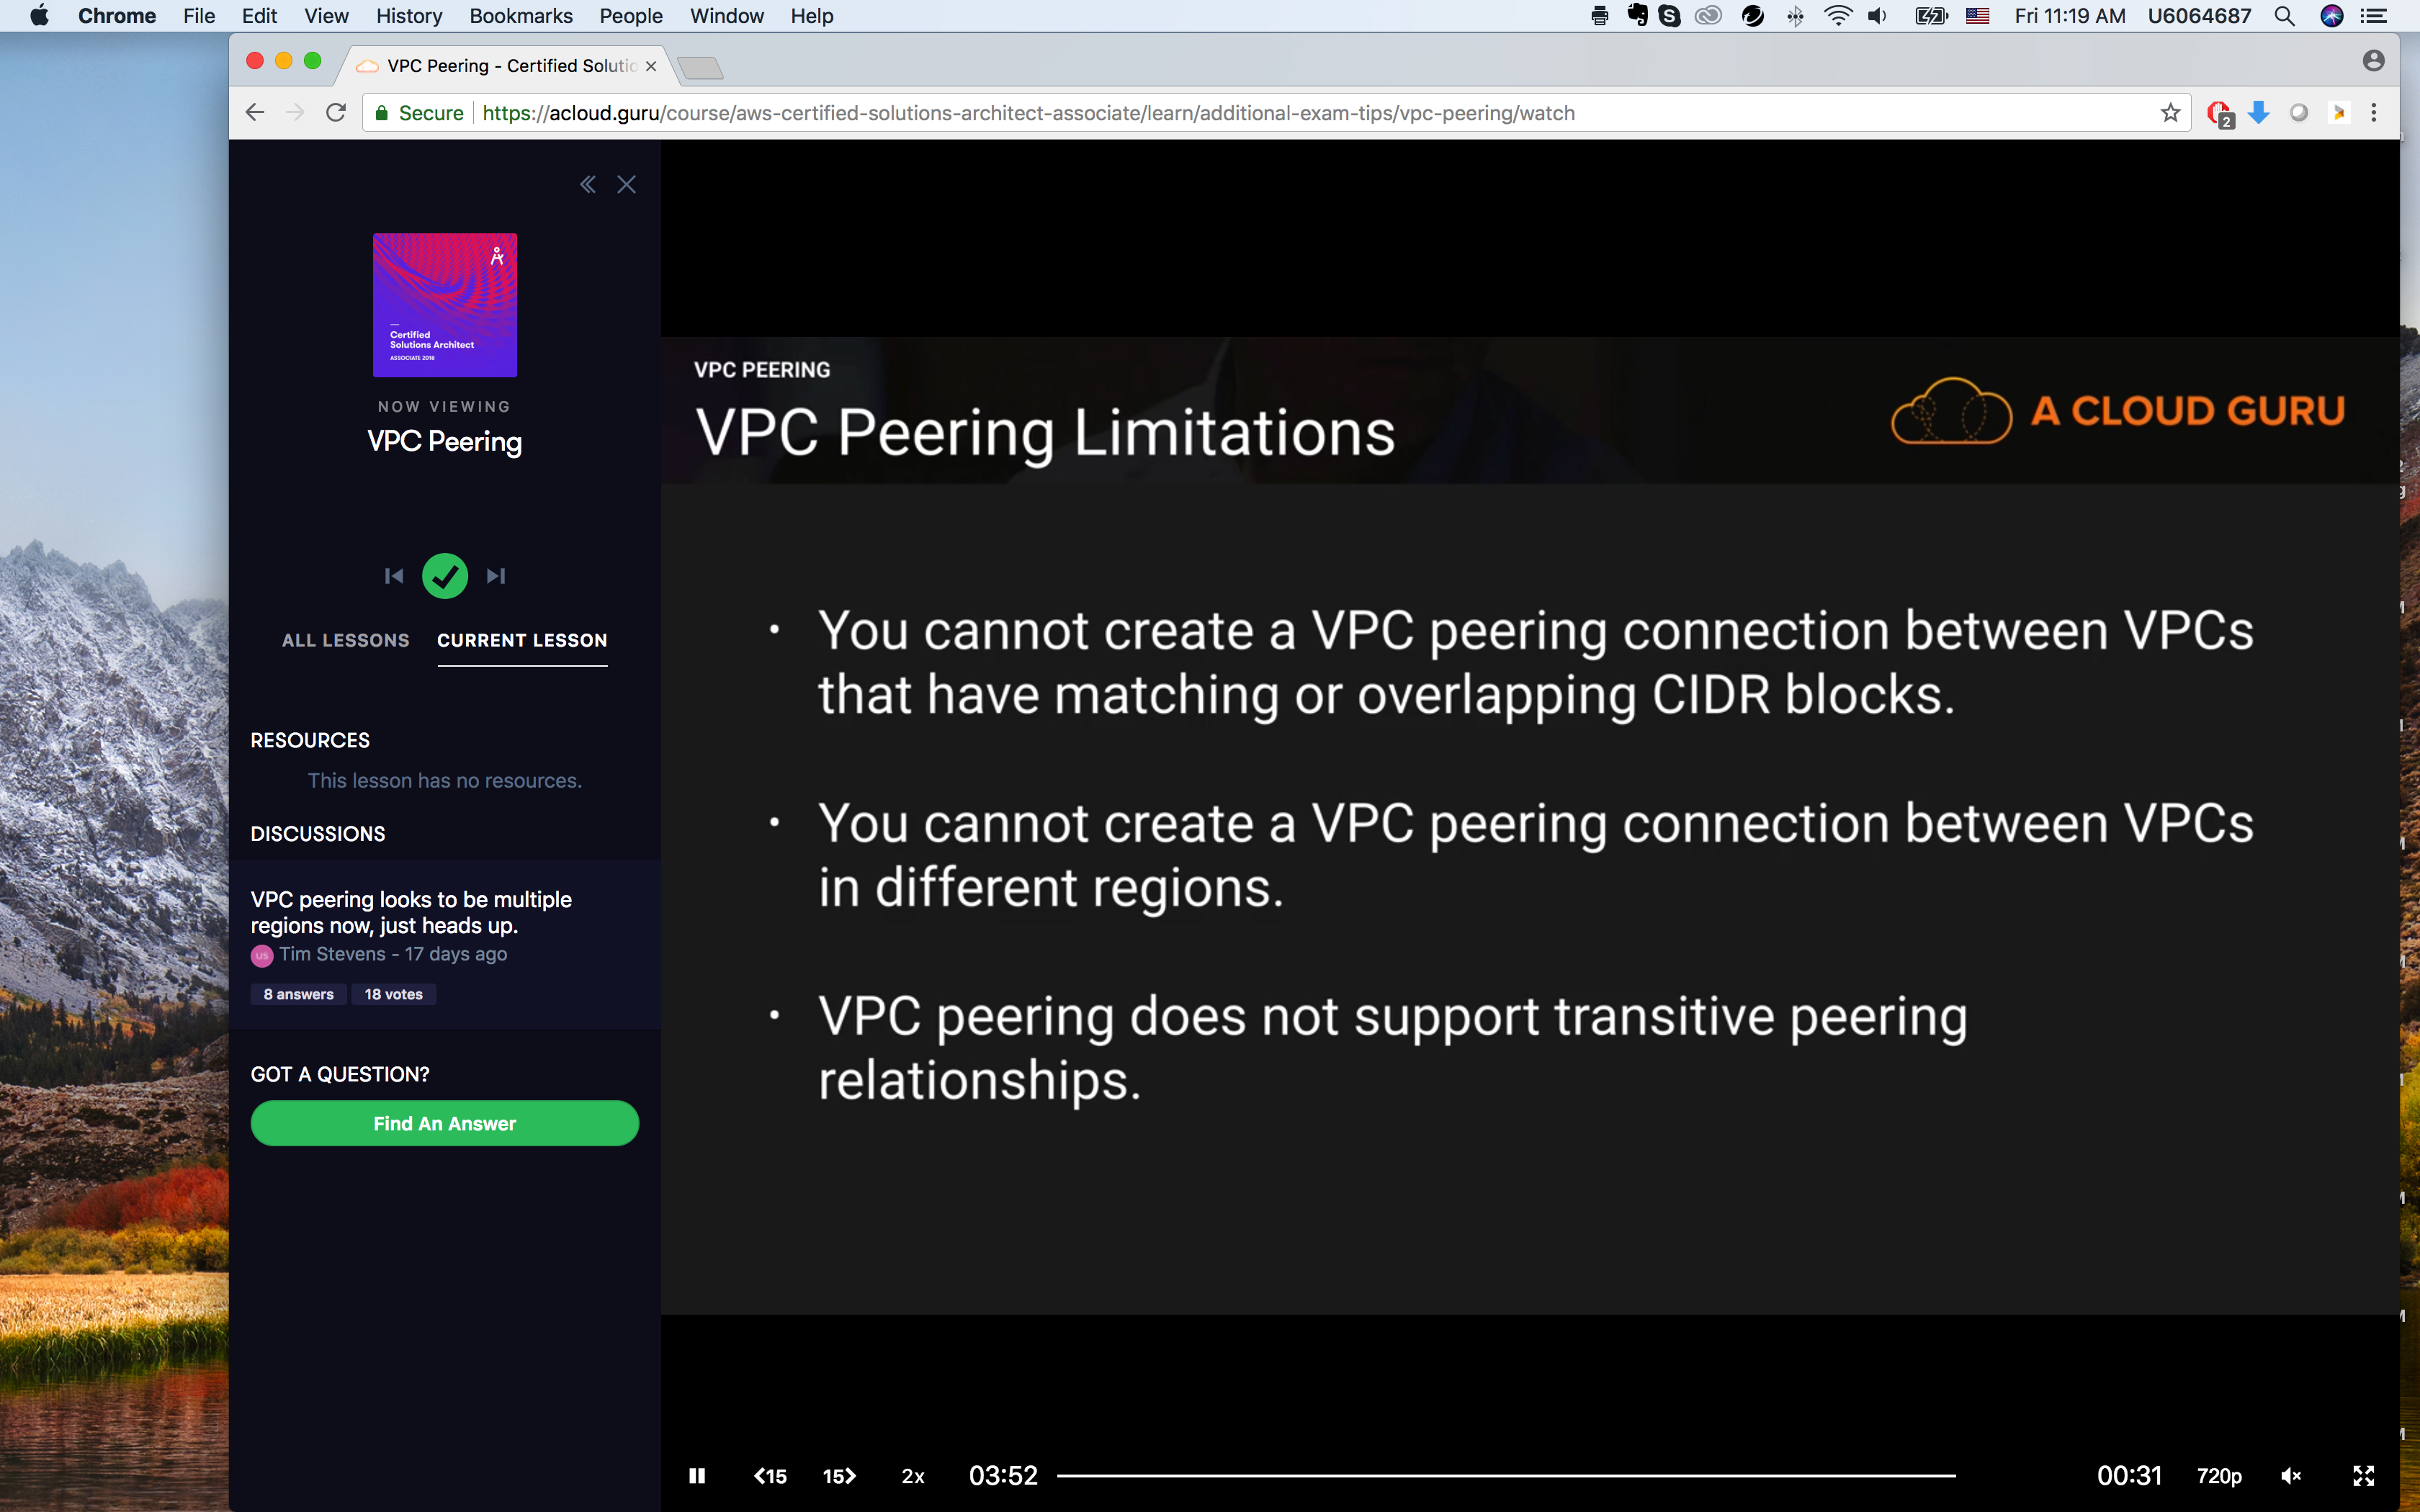 Chrome File Edit View History Bookmarks People Window Help Fri 11:19 AM U6064687
VPC Peering - Certified Solutio
Secure https://acloud.guru/course/aws-certified-solutions-architect-associate/learn/additional-exam-tips/vpc-peering/watch
2
Certified
Solutions Architect
ASSOCIATE 2018
NOW VIEWING
VPC Peering
ALL LESSONS CURRENT LESSON
RESOURCES
This lesson has no resources.
DISCUSSIONS
VPC peering looks to be multiple
regions now, just heads up.
US Tim Stevens - 17 days ago
8 answers 18 votes
GOT A QUESTION?
Find An Answer
VPC PEERING
VPC Peering Limitations
A CLOUD GURU
• You cannot create a VPC peering connection between VPCs
that have matching or overlapping CIDR blocks.
• You cannot create a VPC peering connection between VPCs
in different regions.
• VPC peering does not support transitive peering
relationships.
<15 15> 2x 03:52 00:31 720p